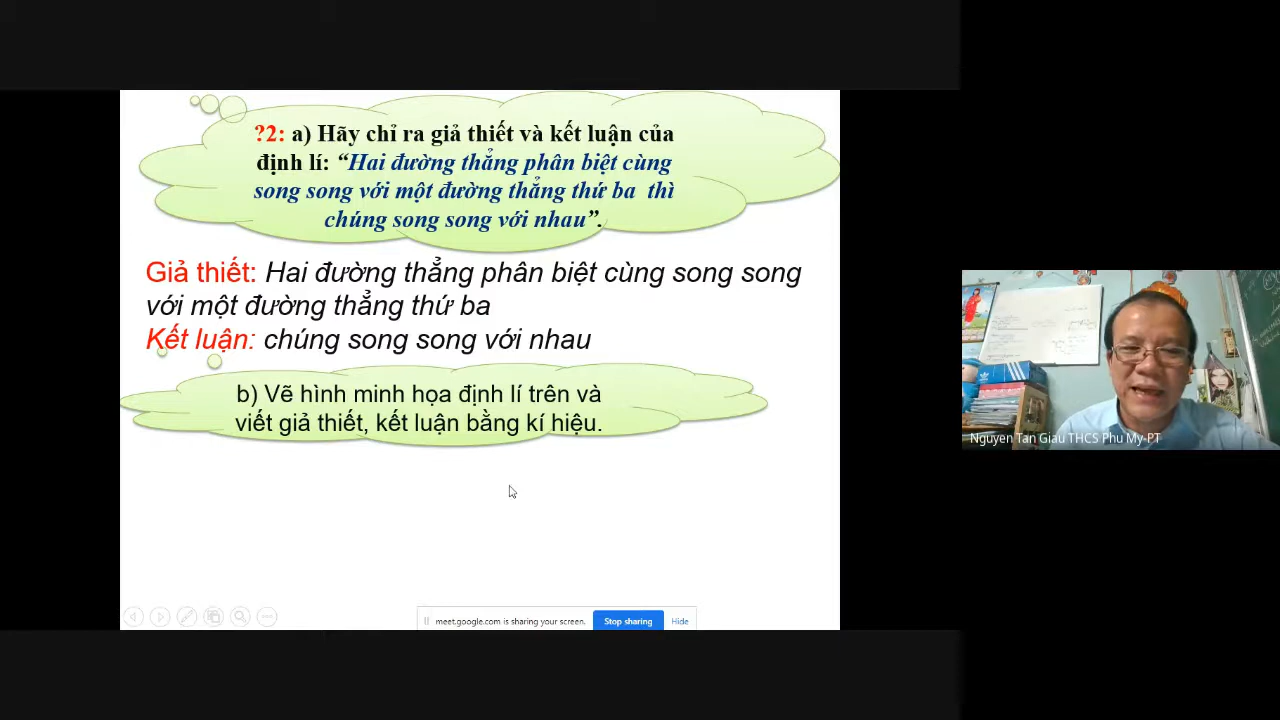 ?2: a) Hãy chỉ ra giả thiết và kết luận của
định lí: “Hai đường thẳng phân biệt cùng
song song với một đường thẳng thứ ba thì
chúng song song với nhau”.
Giả thiết: Hai đường thẳng phân biệt cùng song song
với một đường thẳng thứ ba
Kết luận: chúng song song với nhau
b) Vẽ hình minh họa định lí trên và
viết giả thiết, kết luận bằng kí hiệu.
meet.google.com is sharing your screen.
Stop sharing
Hide
Nguyen Tan Giau THCS Phu My-PT